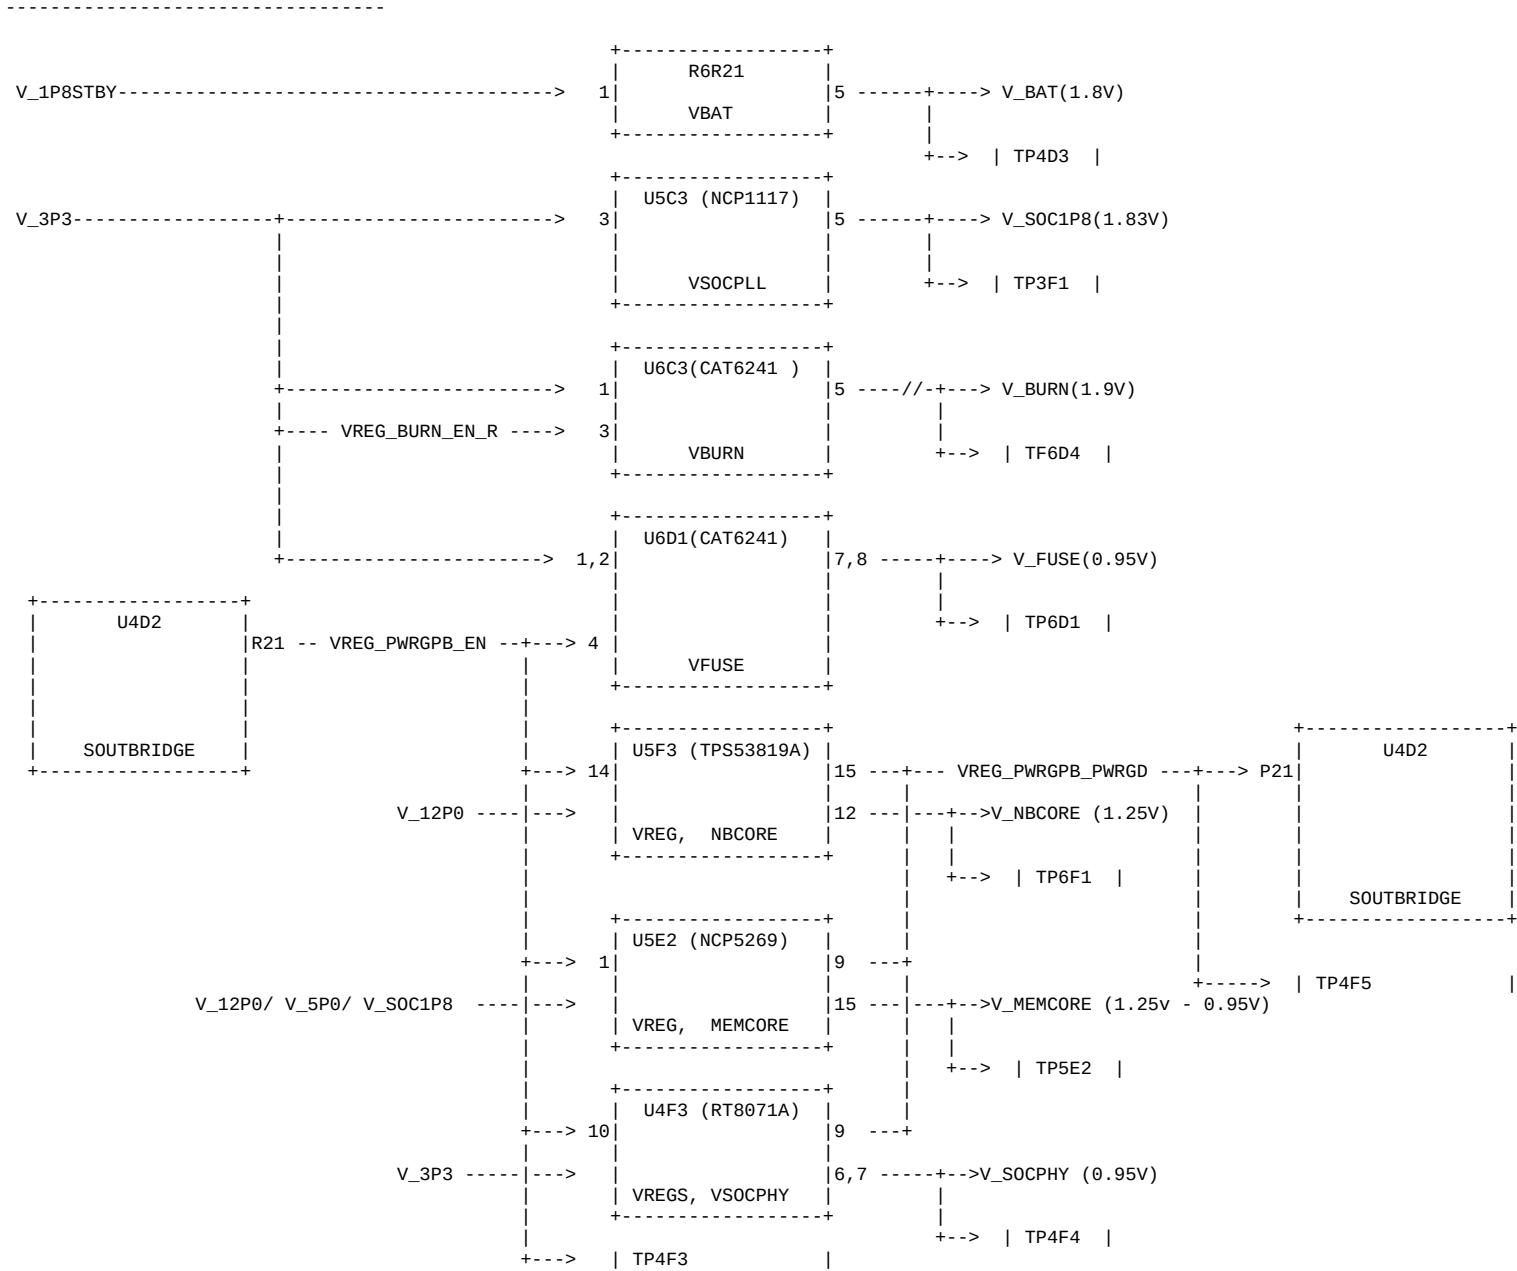 R6R21
V_1P8STBY 1 5 V_BAT(1.8V)
VBAT
| TP4D3 |
U5C3 (NCP1117)
V_3P3 3 5 V_SOC1P8(1.83V)
VSOCPLL | TP3F1 |
U6C3(CAT6241 )
1 5 ----//-+---> V_BURN(1.9V)
VREG_BURN_EN_R 3
VBURN | TF6D4 |
U6D1(CAT6241)
1,2 7,8 V_FUSE(0.95V)
U4D2 | TP6D1 |
R21 -- VREG_PWRGPB_EN 4
VFUSE
SOUTBRIDGE U5F3 (TPS53819A) U4D2
14 15 VREG_PWRGPB_PWRGD P21
V_12P0 12 V_NBCORE (1.25V)
VREG, NBCORE
| TP6F1 |
SOUTBRIDGE
U5E2 (NCP5269)
1 9
| TP4F5 |
V_12P0/ V_5P0/ V_SOC1P8 15 V_MEMCORE (1.25v - 0.95V)
VREG, MEMCORE
| TP5E2 |
U4F3 (RT8071A)
10 9
V_3P3 6,7 V_SOCPHY (0.95V)
VREGS, VSOCPHY
| TP4F4 |
| TP4F3 |